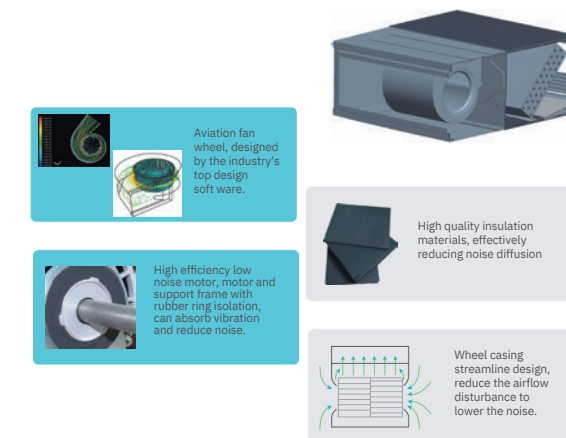 Aviation fan
wheel, designed
by the industry's
top design
soft ware.
High quality insulation
materials, effectively
reducing noise diffusion
High efficiency low
noise motor, motor and
support frame with
rubber ring isolation,
can absorb vibration
and reduce noise.
Wheel casing
streamline design,
reduce the airflow
disturbance to
lower the noise.